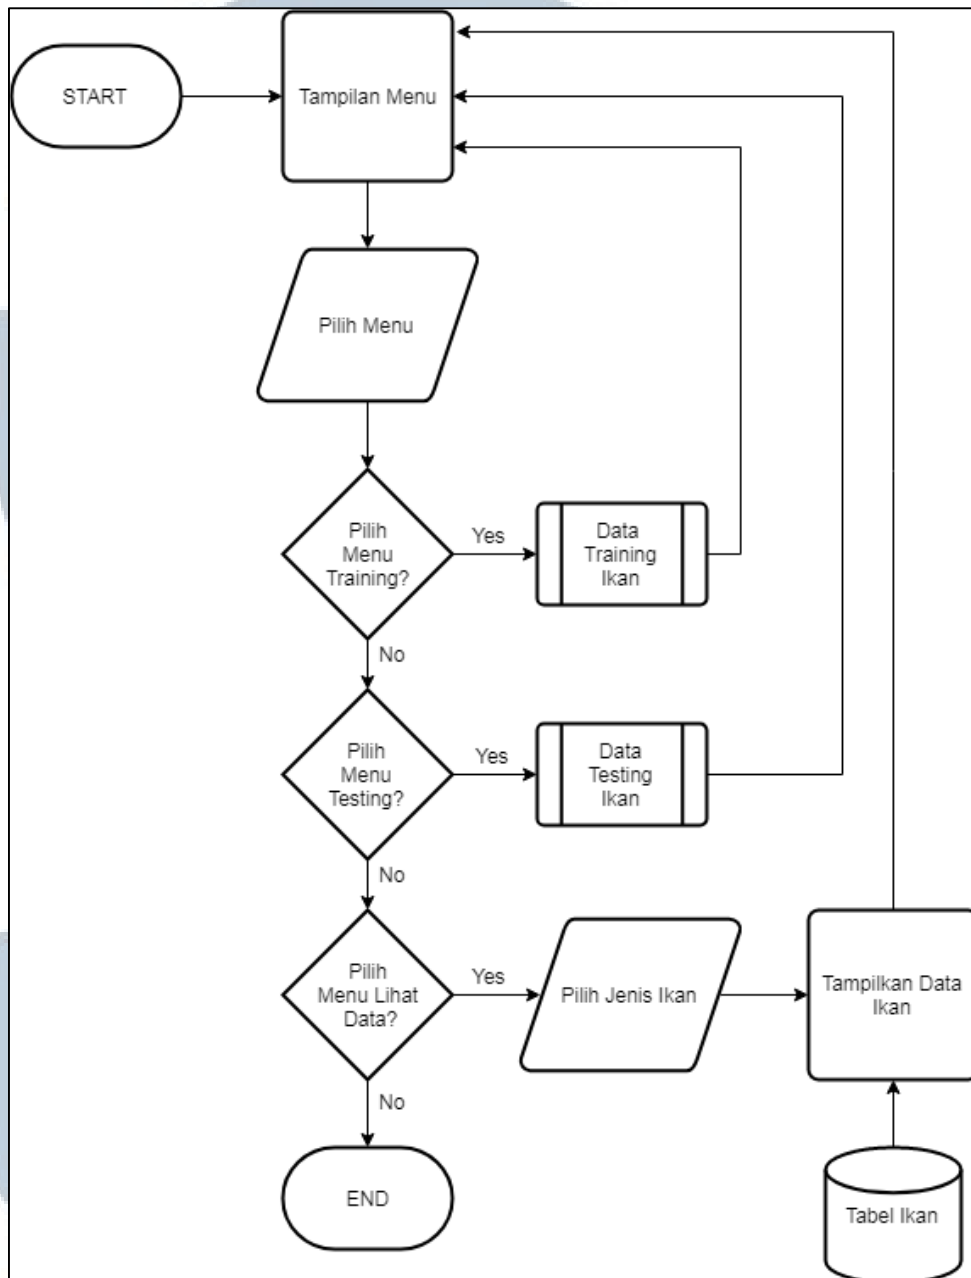 START
Tampilan Menu
Pilih Menu
Pilih
Menu
Training?
Yes
Data
Training
Ikan
No
Pilih
Menu
Testing?
Yes
Data
Testing
Ikan
No
Pilih
Menu Lihat
Data?
Yes
Pilih Jenis Ikan
Tampilkan Data
Ikan
No
END
Tabel Ikan